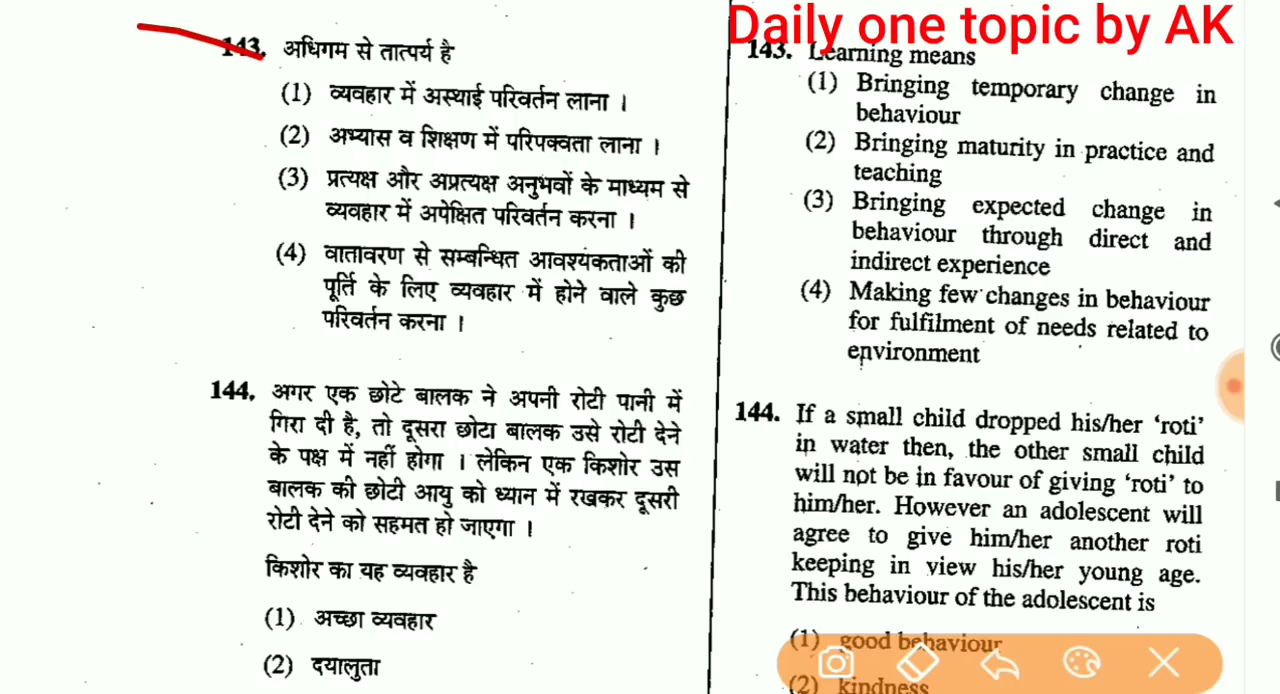 Daily one topic by AK
143. अधिगम से तात्पर्य है
(1) व्यवहार में अस्थाई परिवर्तन लाना ।
(2) अभ्यास व शिक्षण में परिपक्वता लाना ।
(3) प्रत्यक्ष और अप्रत्यक्ष अनुभवों के माध्यम से
व्यवहार में अपेक्षित परिवर्तन करना ।
(4) वातावरण से सम्बन्धित आवश्यकताओं की
पूर्ति के लिए व्यवहार में होने वाले कुछ
परिवर्तन करना ।
144. अगर एक छोटे बालक ने अपनी रोटी पानी में
गिरा दी है, तो दूसरा छोटा बालक उसे रोटी देने
के पक्ष में नहीं होगा । लेकिन एक किशोर उस
बालक की छोटी आयु को ध्यान में रखकर दूसरी
रोटी देने को सहमत हो जाएगा ।
किशोर का यह व्यवहार है
(1) अच्छा व्यवहार
(2) दयालुता
143. Learning means
(1) Bringing temporary change in
behaviour
(2) Bringing maturity in practice and
teaching
(3) Bringing expected change in
behaviour through direct and
indirect experience
(4) Making few changes in behaviour
for fulfilment of needs related to
environment
144. If a small child dropped his/her ‘roti’
in water then, the other small child
will not be in favour of giving ‘roti’ to
him/her. However an adolescent will
agree to give him/her another roti
keeping in view his/her young age.
This behaviour of the adolescent is
(1) good behaviour
(2) kindness